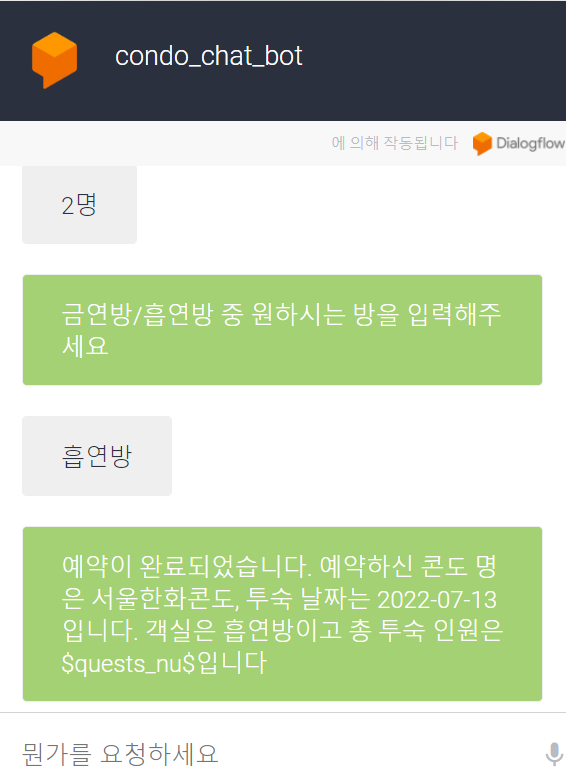 condo_chat_bot
에 의해 작동됩니다 Dialogflow
2명
금연방/흡연방 중 원하시는 방을 입력해주
세요
흡연방
예약이 완료되었습니다. 예약하신 콘도 명
은 서울한화콘도, 투숙 날짜는 2022-07-13
입니다. 객실은 흡연방이고 총 투숙 인원은
$quests_nu$입니다
뭔가를 요청하세요